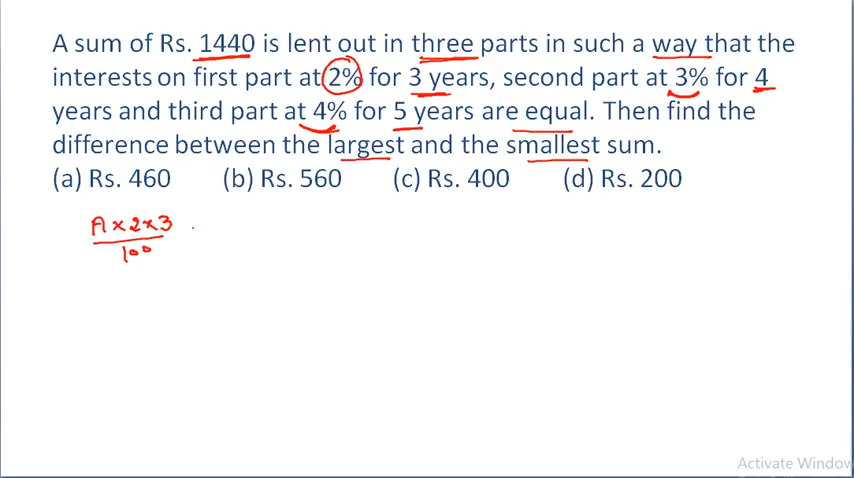 A sum of Rs. 1440 is lent out in three parts in such a way that the
interests on first part at 2% for 3 years, second part at 3% for 4
years and third part at 4% for 5 years are equal. Then find the
difference between the largest and the smallest sum.
(a) Rs. 460 (b) Rs. 560 (c) Rs. 400 (d) Rs. 200
A × 2 × 3
100
Activate Window